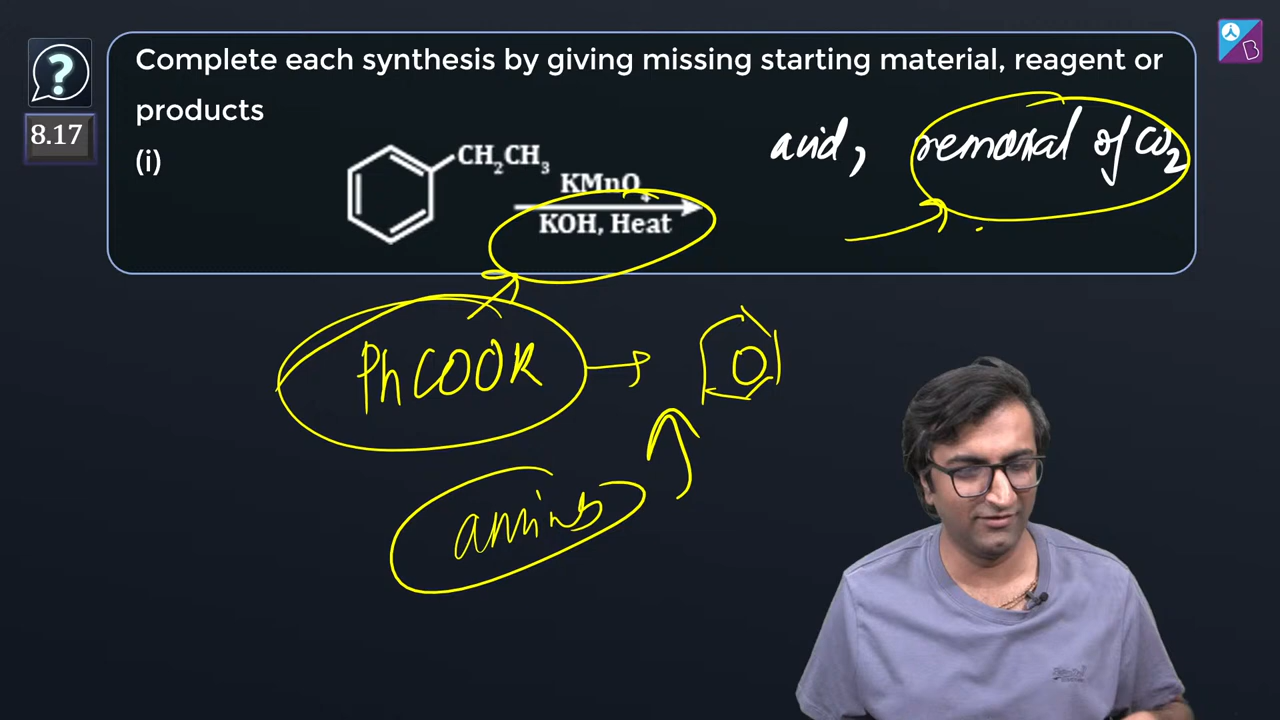 Complete each synthesis by giving missing starting material, reagent or
products
8.17
(i)
CH2CH3
KMnO4
KOH, Heat
acid, removal of CO2
PhCOOK